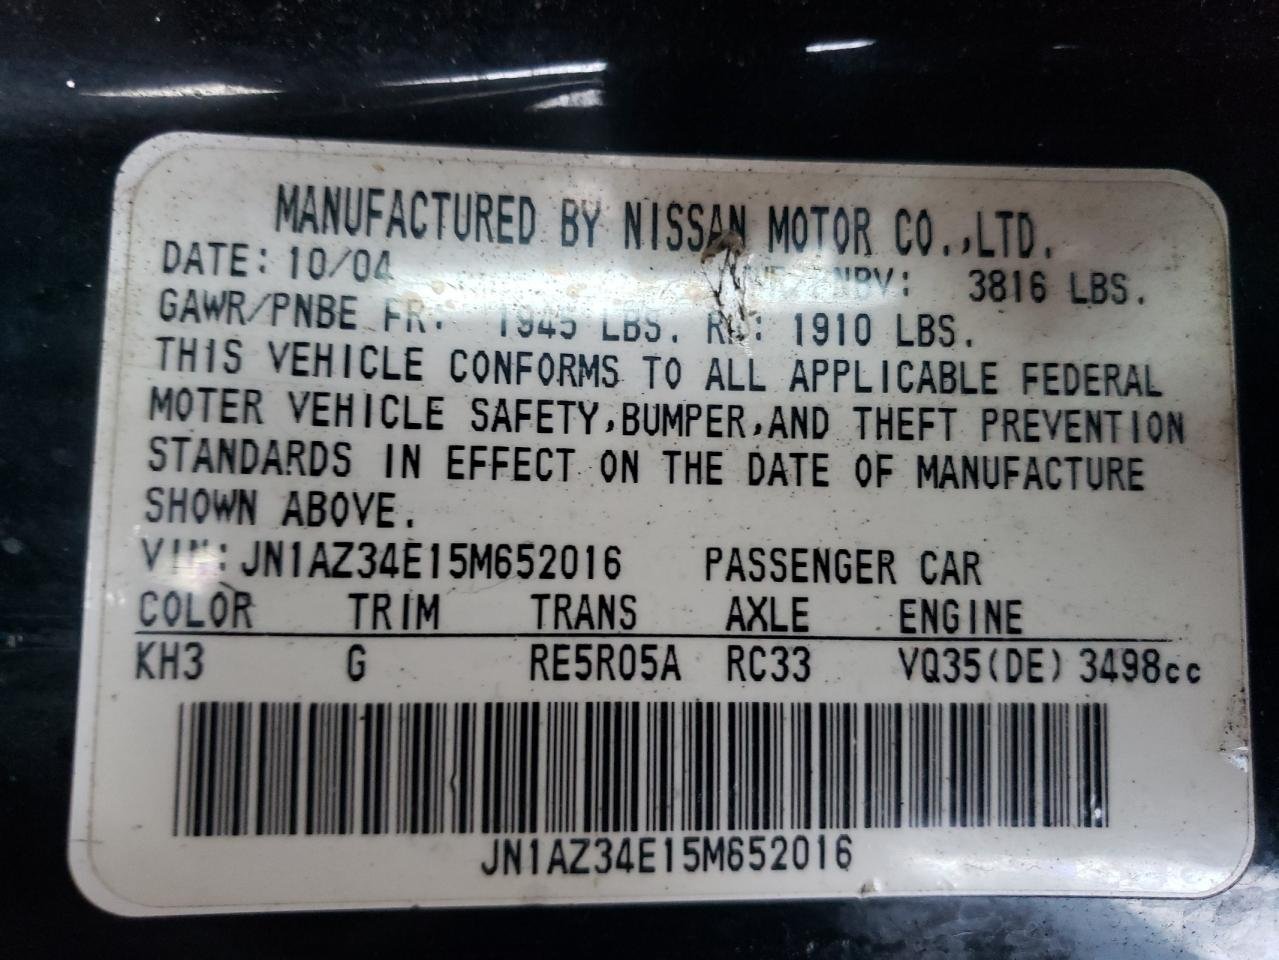 MANUFACTURED BY NISSAN MOTOR CO.,LTD.
DATE: 10/04 3816 LBS.
GAWR/PNBE FR: 1945 LBS. RR: 1910 LBS.
THIS VEHICLE CONFORMS TO ALL APPLICABLE FEDERAL
MOTER VEHICLE SAFETY,BUMPER,AND THEFT PREVENTION
STANDARDS IN EFFECT ON THE DATE OF MANUFACTURE
SHOWN ABOVE.
VIN: JN1AZ34E15M652016 PASSENGER CAR
COLOR TRIM TRANS AXLE ENGINE
KH3 G RE5R05A RC33 VQ35(DE) 3498cc
JN1AZ34E15M652016